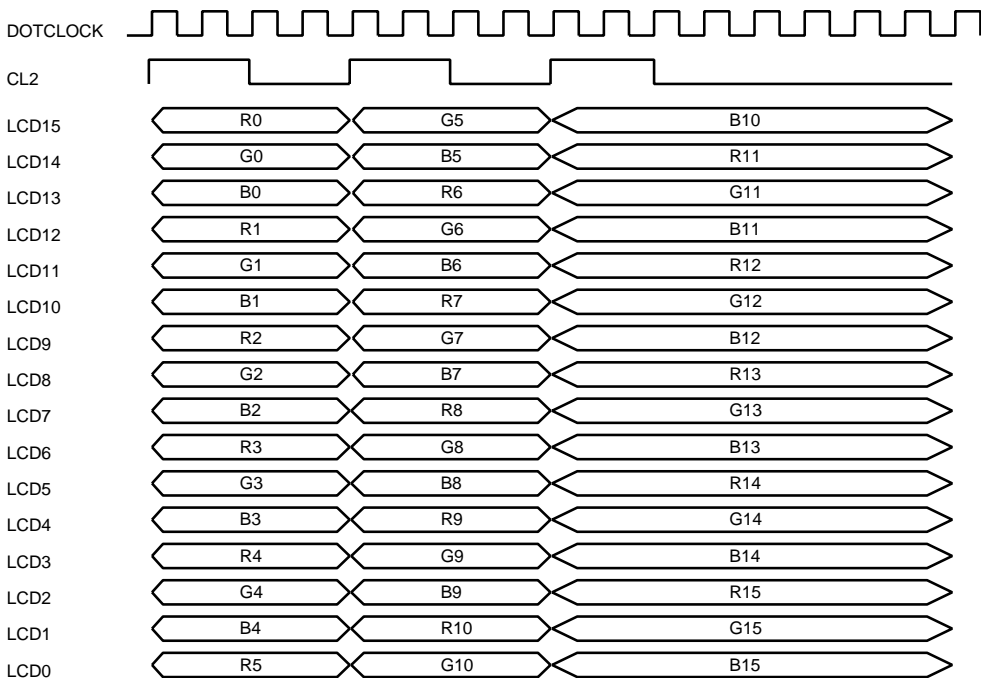 DOTCLOCK
CL2
LCD15 R0 G5 B10
LCD14 G0 B5 R11
LCD13 B0 R6 G11
LCD12 R1 G6 B11
LCD11 G1 B6 R12
LCD10 B1 R7 G12
LCD9 R2 G7 B12
LCD8 G2 B7 R13
LCD7 B2 R8 G13
LCD6 R3 G8 B13
LCD5 G3 B8 R14
LCD4 B3 R9 G14
LCD3 R4 G9 B14
LCD2 G4 B9 R15
LCD1 B4 R10 G15
LCD0 R5 G10 B15